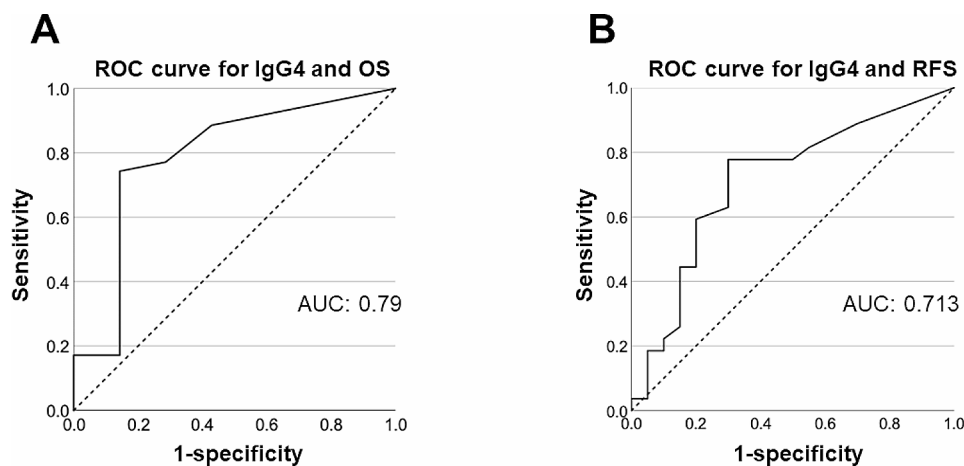 A
ROC curve for IgG4 and OS
Sensitivity
1.0
0.8
0.6
0.4
0.2
0.0
AUC: 0.79
0.0 0.2 0.4 0.6 0.8 1.0
1-specificity
B
ROC curve for IgG4 and RFS
Sensitivity
1.0
0.8
0.6
0.4
0.2
0.0
AUC: 0.713
0.0 0.2 0.4 0.6 0.8 1.0
1-specificity